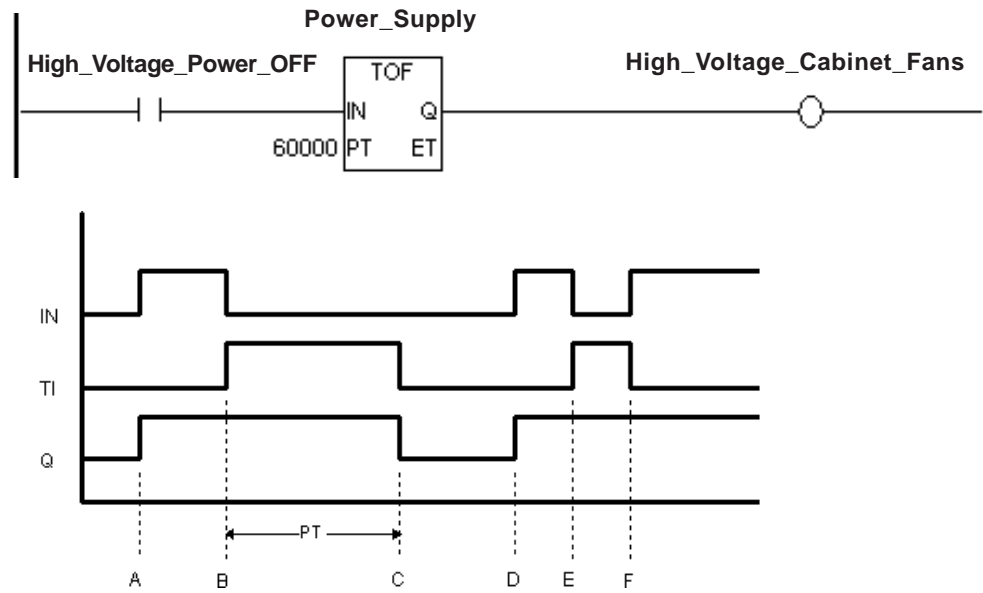 Power_Supply
High_Voltage_Power_OFF
High_Voltage_Cabinet_Fans
TOF
IN Q
60000 PT ET
IN
TI
Q
PT
A B C D E F